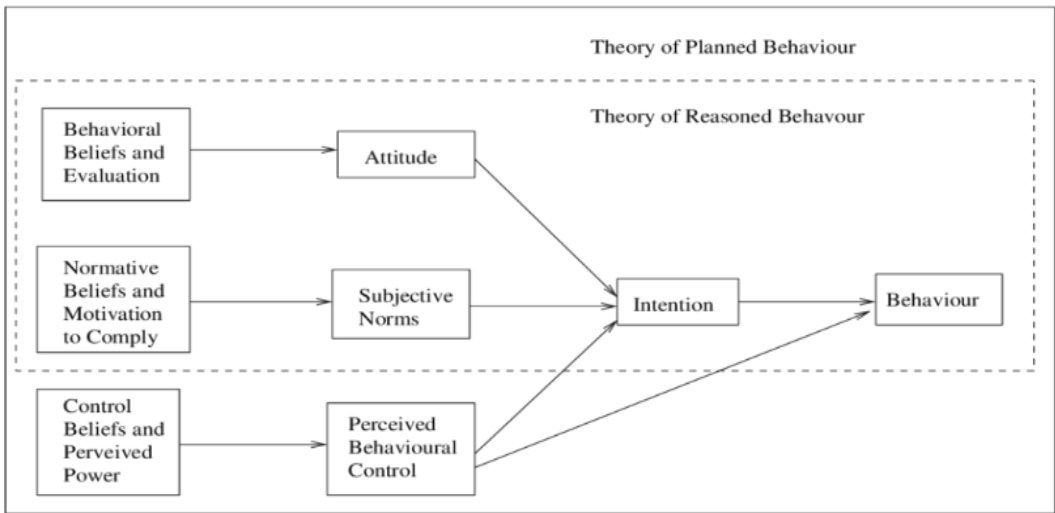 Theory of Planned Behaviour
Theory of Reasoned Behavour
Behavioral
Beliefs and
Evaluation
Attitude
Normative
Beliefs and
Motivation
to Comply
Subjective
Norms
Intention
Behaviour
Control
Beliefs and
Perveived
Power
Perceived
Behavioural
Control